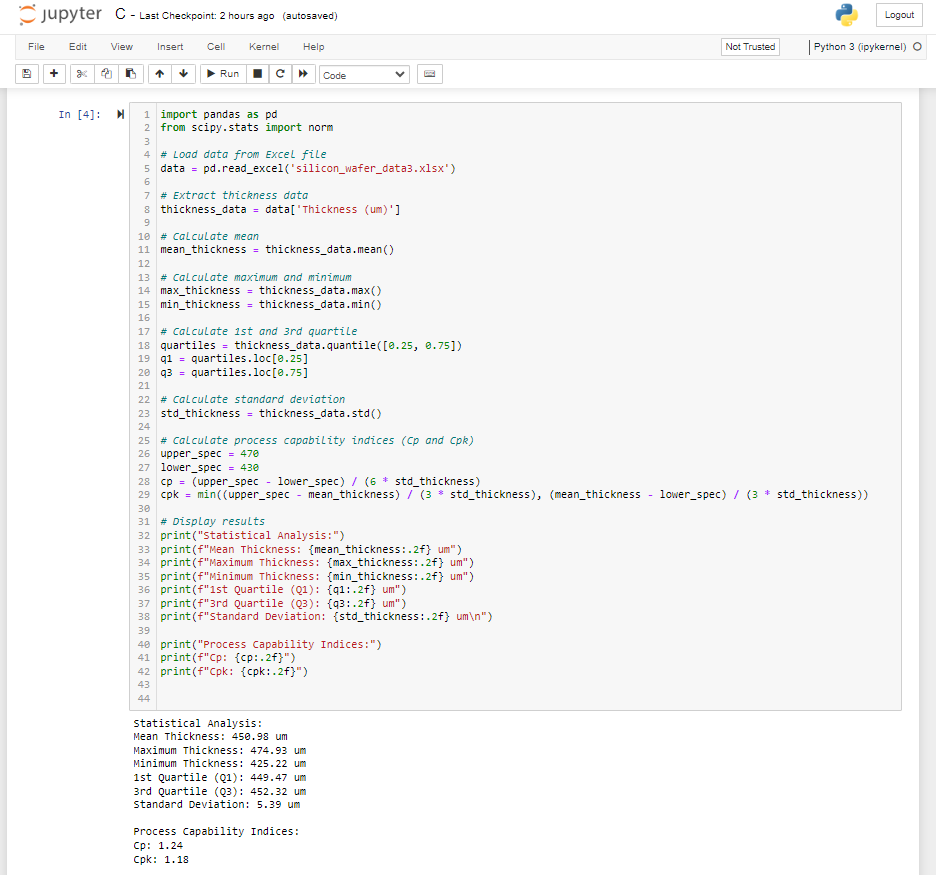 jupyter C - Last Checkpoint: 2 hours ago (autosaved) Logout
File Edit View Insert Cell Kernel Help Not Trusted Python 3 (ipykernel)
Run Code
In [4]:
1 import pandas as pd
2 from scipy.stats import norm
3
4 # Load data from Excel file
5 data = pd.read_excel('silicon_wafer_data3.xlsx')
6
7 # Extract thickness data
8 thickness_data = data['Thickness (um)']
9
10 # Calculate mean
11 mean_thickness = thickness_data.mean()
12
13 # Calculate maximum and minimum
14 max_thickness = thickness_data.max()
15 min_thickness = thickness_data.min()
16
17 # Calculate 1st and 3rd quartile
18 quartiles = thickness_data.quantile([0.25, 0.75])
19 q1 = quartiles.loc[0.25]
20 q3 = quartiles.loc[0.75]
21
22 # Calculate standard deviation
23 std_thickness = thickness_data.std()
24
25 # Calculate process capability indices (Cp and Cpk)
26 upper_spec = 470
27 lower_spec = 430
28 cp = (upper_spec - lower_spec) / (6 * std_thickness)
29 cpk = min((upper_spec - mean_thickness) / (3 * std_thickness), (mean_thickness - lower_spec) / (3 * std_thickness))
30
31 # Display results
32 print("Statistical Analysis:")
33 print(f"Mean Thickness: {mean_thickness:.2f} um")
34 print(f"Maximum Thickness: {max_thickness:.2f} um")
35 print(f"Minimum Thickness: {min_thickness:.2f} um")
36 print(f"1st Quartile (Q1): {q1:.2f} um")
37 print(f"3rd Quartile (Q3): {q3:.2f} um")
38 print(f"Standard Deviation: {std_thickness:.2f} um\n")
39
40 print("Process Capability Indices:")
41 print(f"Cp: {cp:.2f}")
42 print(f"Cpk: {cpk:.2f}")
43
44
Statistical Analysis:
Mean Thickness: 450.98 um
Maximum Thickness: 474.93 um
Minimum Thickness: 425.22 um
1st Quartile (Q1): 449.47 um
3rd Quartile (Q3): 452.32 um
Standard Deviation: 5.39 um
Process Capability Indices:
Cp: 1.24
Cpk: 1.18